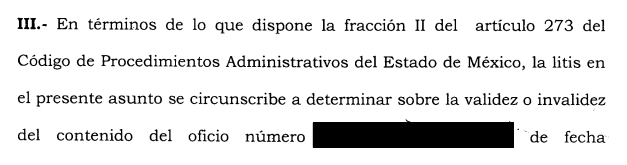 III.- En términos de lo que dispone la fracción II del artículo 273 del
Código de Procedimientos Administrativos del Estado de México, la litis en
el presente asunto se circunscribe a determinar sobre la validez o invalidez
del contenido del oficio número de fecha